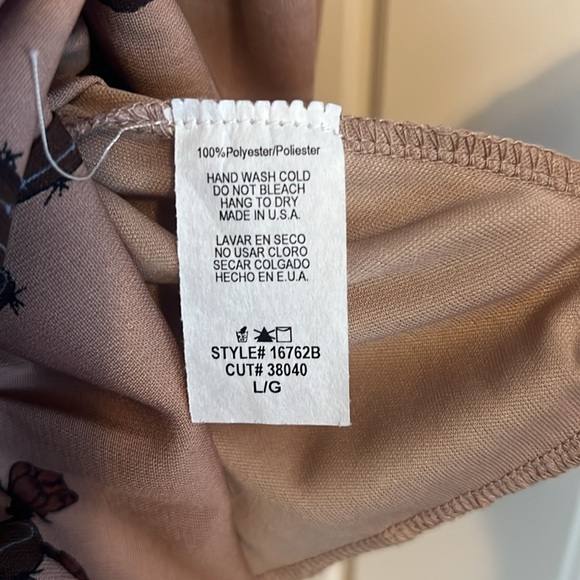 100%Polyester/Poliester
HAND WASH COLD
DO NOT BLEACH
HANG TO DRY
MADE IN U.S.A.
LAVAR EN SECO
NO USAR CLORO
SECAR COLGADO
HECHO EN E.U.A.
STYLE# 16762B
CUT# 38040
L/G